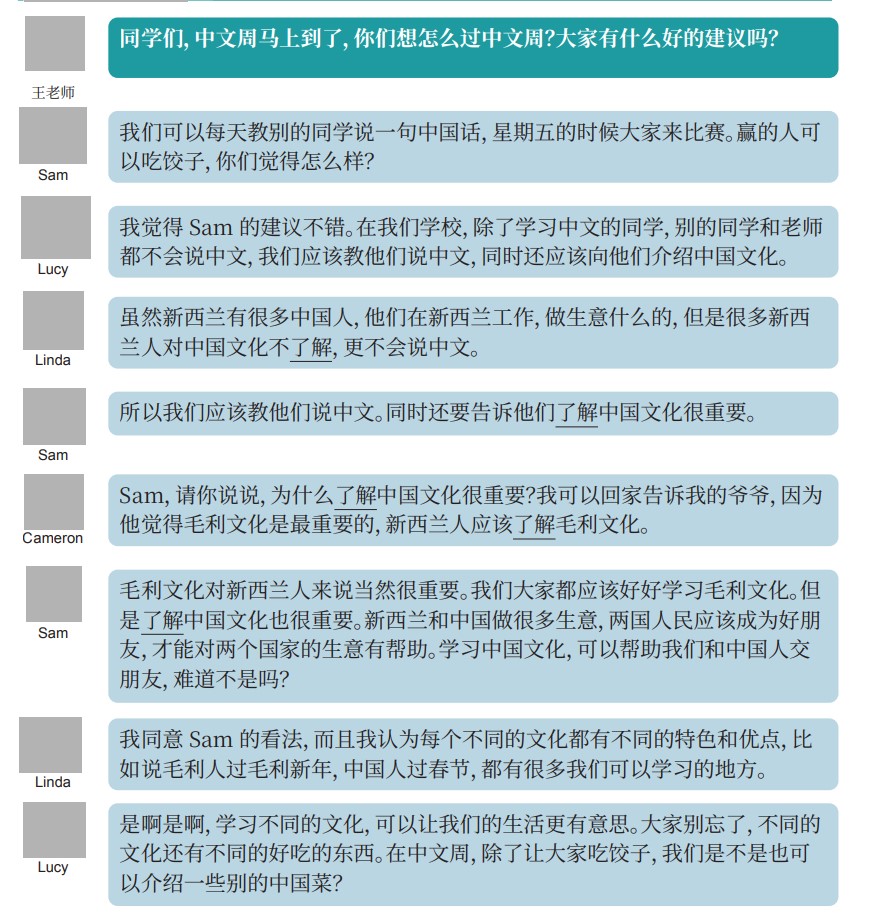 同学们, 中文周马上到了, 你们想怎么过中文周?大家有什么好的建议吗?
王老师
我们可以每天教别的同学说一句中国话, 星期五的时候大家来比赛。赢的人可
以吃饺子, 你们觉得怎么样?
Sam
我觉得 Sam 的建议不错。在我们学校, 除了学习中文的同学, 别的同学和老师
都不会说中文, 我们应该教他们说中文, 同时还应该向他们介绍中国文化。
Lucy
虽然新西兰有很多中国人, 他们在新西兰工作, 做生意什么的, 但是很多新西
兰人对中国文化不了解, 更不会说中文。
Linda
所以我们应该教他们说中文。同时还要告诉他们了解中国文化很重要。
Sam
Sam, 请你说说, 为什么了解中国文化很重要?我可以回家告诉我的爷爷, 因为
他觉得毛利文化是最重要的, 新西兰人应该了解毛利文化。
Cameron
毛利文化对新西兰人来说当然很重要。我们大家都应该好好学习毛利文化。但
是了解中国文化也很重要。新西兰和中国做很多生意, 两国人民应该成为好朋
友, 才能对两个国家的生意有帮助。学习中国文化, 可以帮助我们和中国人交
朋友, 难道不是吗?
Sam
我同意 Sam 的看法, 而且我认为每个不同的文化都有不同的特色和优点, 比
如说毛利人过毛利新年, 中国人过春节, 都有很多我们可以学习的地方。
Linda
是啊是啊, 学习不同的文化, 可以让我们的生活更有意思。大家别忘了, 不同的
文化还有不同的好吃的东西。在中文周, 除了让大家吃饺子, 我们是不是也可
以介绍一些别的中国菜?
Lucy